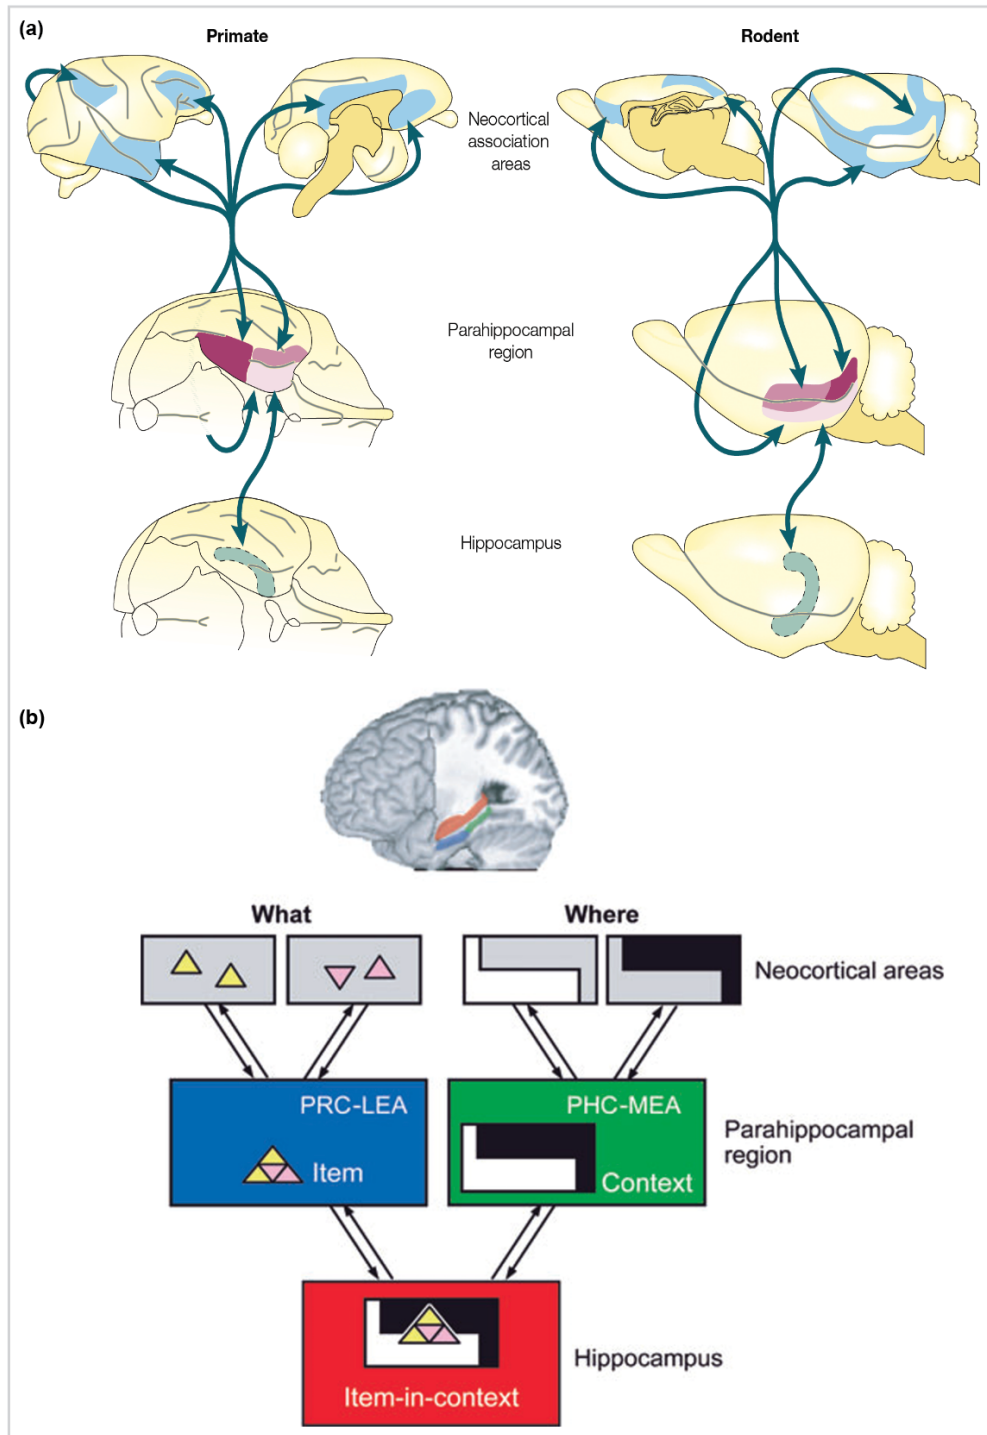 (a)
Primate
Rodent
Neocortical
association
areas
Parahippocampal
region
Hippocampus
(b)
What
Where
Neocortical areas
PRC-LEA
Item
PHC-MEA
Context
Parahippocampal
region
Item-in-context
Hippocampus